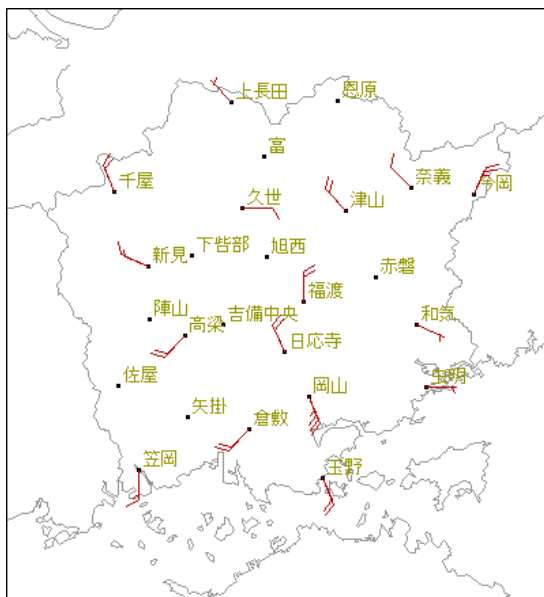 上長田
恩原
富
千屋
奈義
今岡
久世
津山
下呰部
旭西
新見
赤磐
福渡
陣山
吉備中央
和気
高梁
日応寺
佐屋
虫明
岡山
矢掛
倉敷
笠岡
玉野